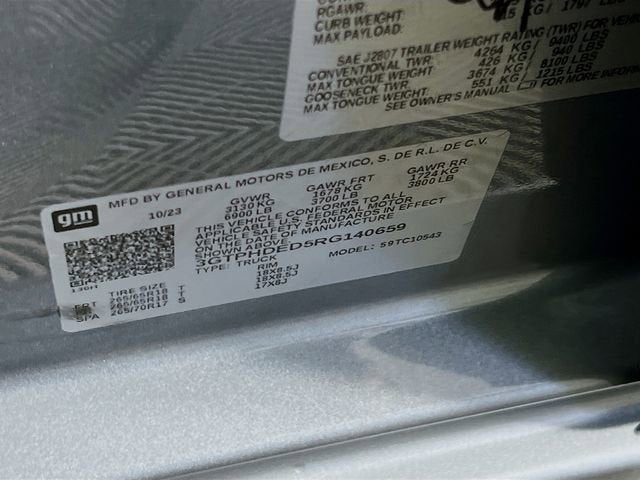 RGAWR:
CURB WEIGHT:
MAX PAYLOAD:
KG / 1797
SAE J2807 TRAILER WEIGHT RATING (TWR) FOR
CONVENTIONAL TWR: 4264 KG / 9400 LBS
MAX TONGUE WEIGHT: 426 KG / 940 LBS
GOOSENECK TWR: 3674 KG / 8100 LBS
MAX TONGUE WEIGHT: 551 KG / 1215 LBS
SEE OWNER'S MANUAL FOR MORE
gm
MFD BY GENERAL MOTORS DE MEXICO, S. DE R.L. DE C.V.
10/23 GVWR GAWR FRT GAWR RR
3130 KG 1678 KG 1724 KG
6900 LB 3700 LB 3800 LB
THIS VEHICLE CONFORMS TO ALL
APPLICABLE U.S. FEDERAL MOTOR
VEHICLE SAFETY STANDARDS IN EFFECT
ON THE DATE OF MANUFACTURE
SHOWN ABOVE
3GTPHDED5RG140659
TYPE: TRUCK MODEL: 59TC10543
TIRE SIZE RIM
FRT 265/65R18 T 18X8.5J
265/65R18 T 18X8.5J
SPA 265/70R17 S 17X8J